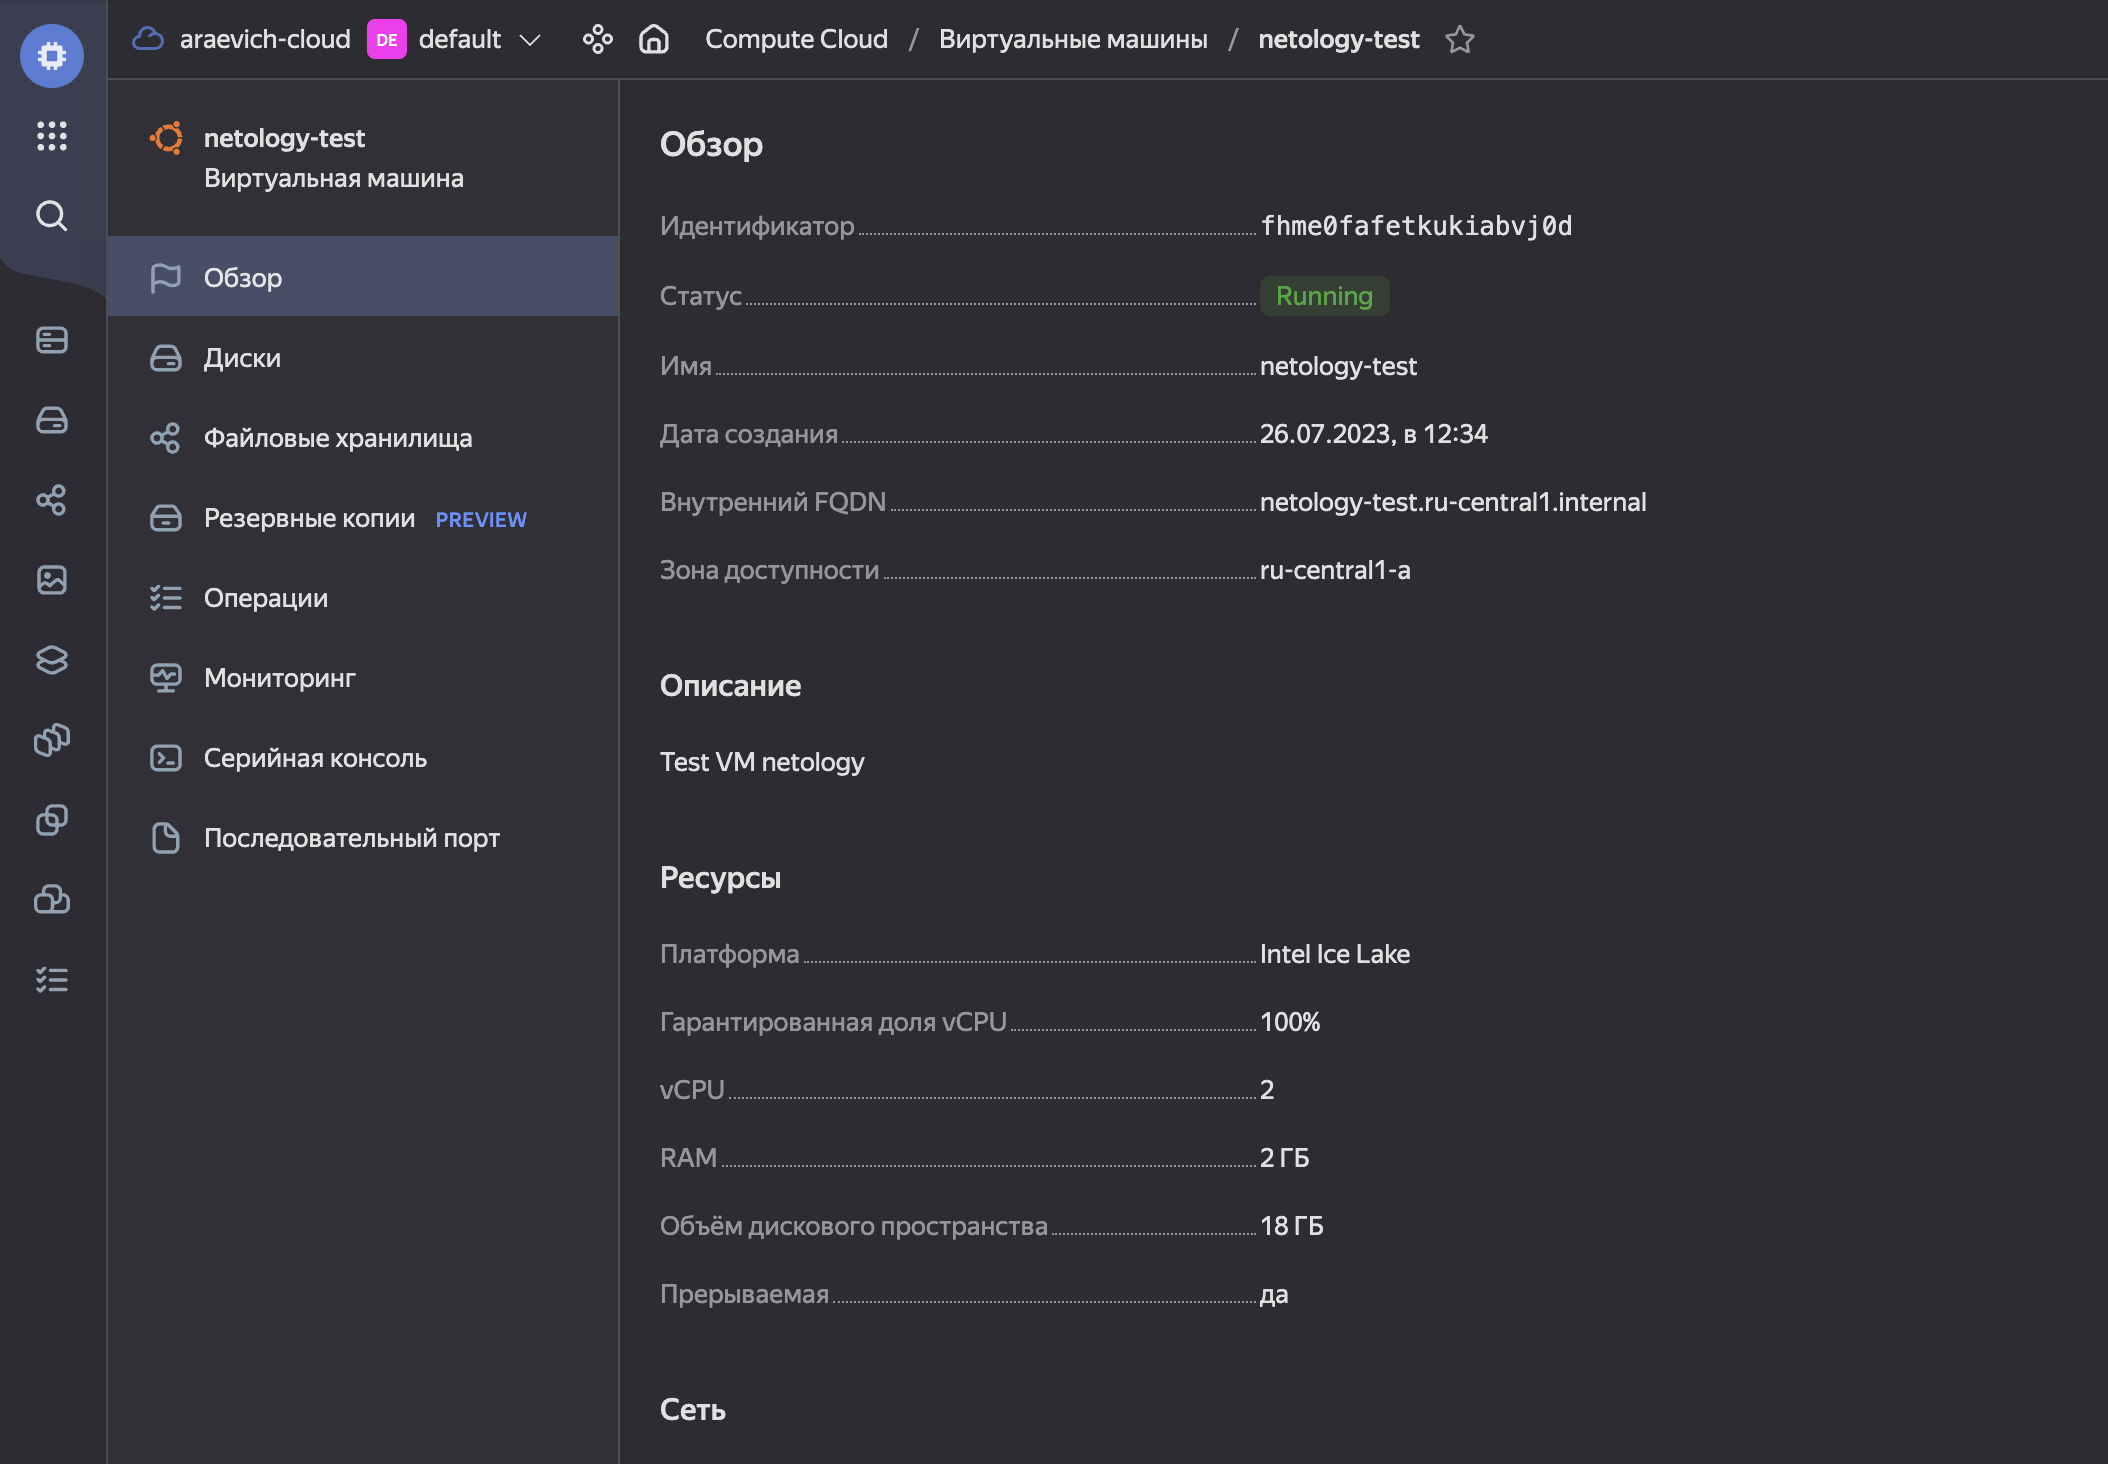 araevich-cloud DE default Compute Cloud / Виртуальные машины / netology-test
netology-test
Виртуальная машина
Обзор
Диски
Файловые хранилища
Резервные копии PREVIEW
Операции
Мониторинг
Серийная консоль
Последовательный порт
Обзор
Идентификатор fhme0fafetkukiabvj0d
Статус Running
Имя netology-test
Дата создания 26.07.2023, в 12:34
Внутренний FQDN netology-test.ru-central1.internal
Зона доступности ru-central1-a
Описание
Test VM netology
Ресурсы
Платформа Intel Ice Lake
Гарантированная доля vCPU 100%
vCPU 2
RAM 2 ГБ
Объём дискового пространства 18 ГБ
Прерываемая да
Сеть